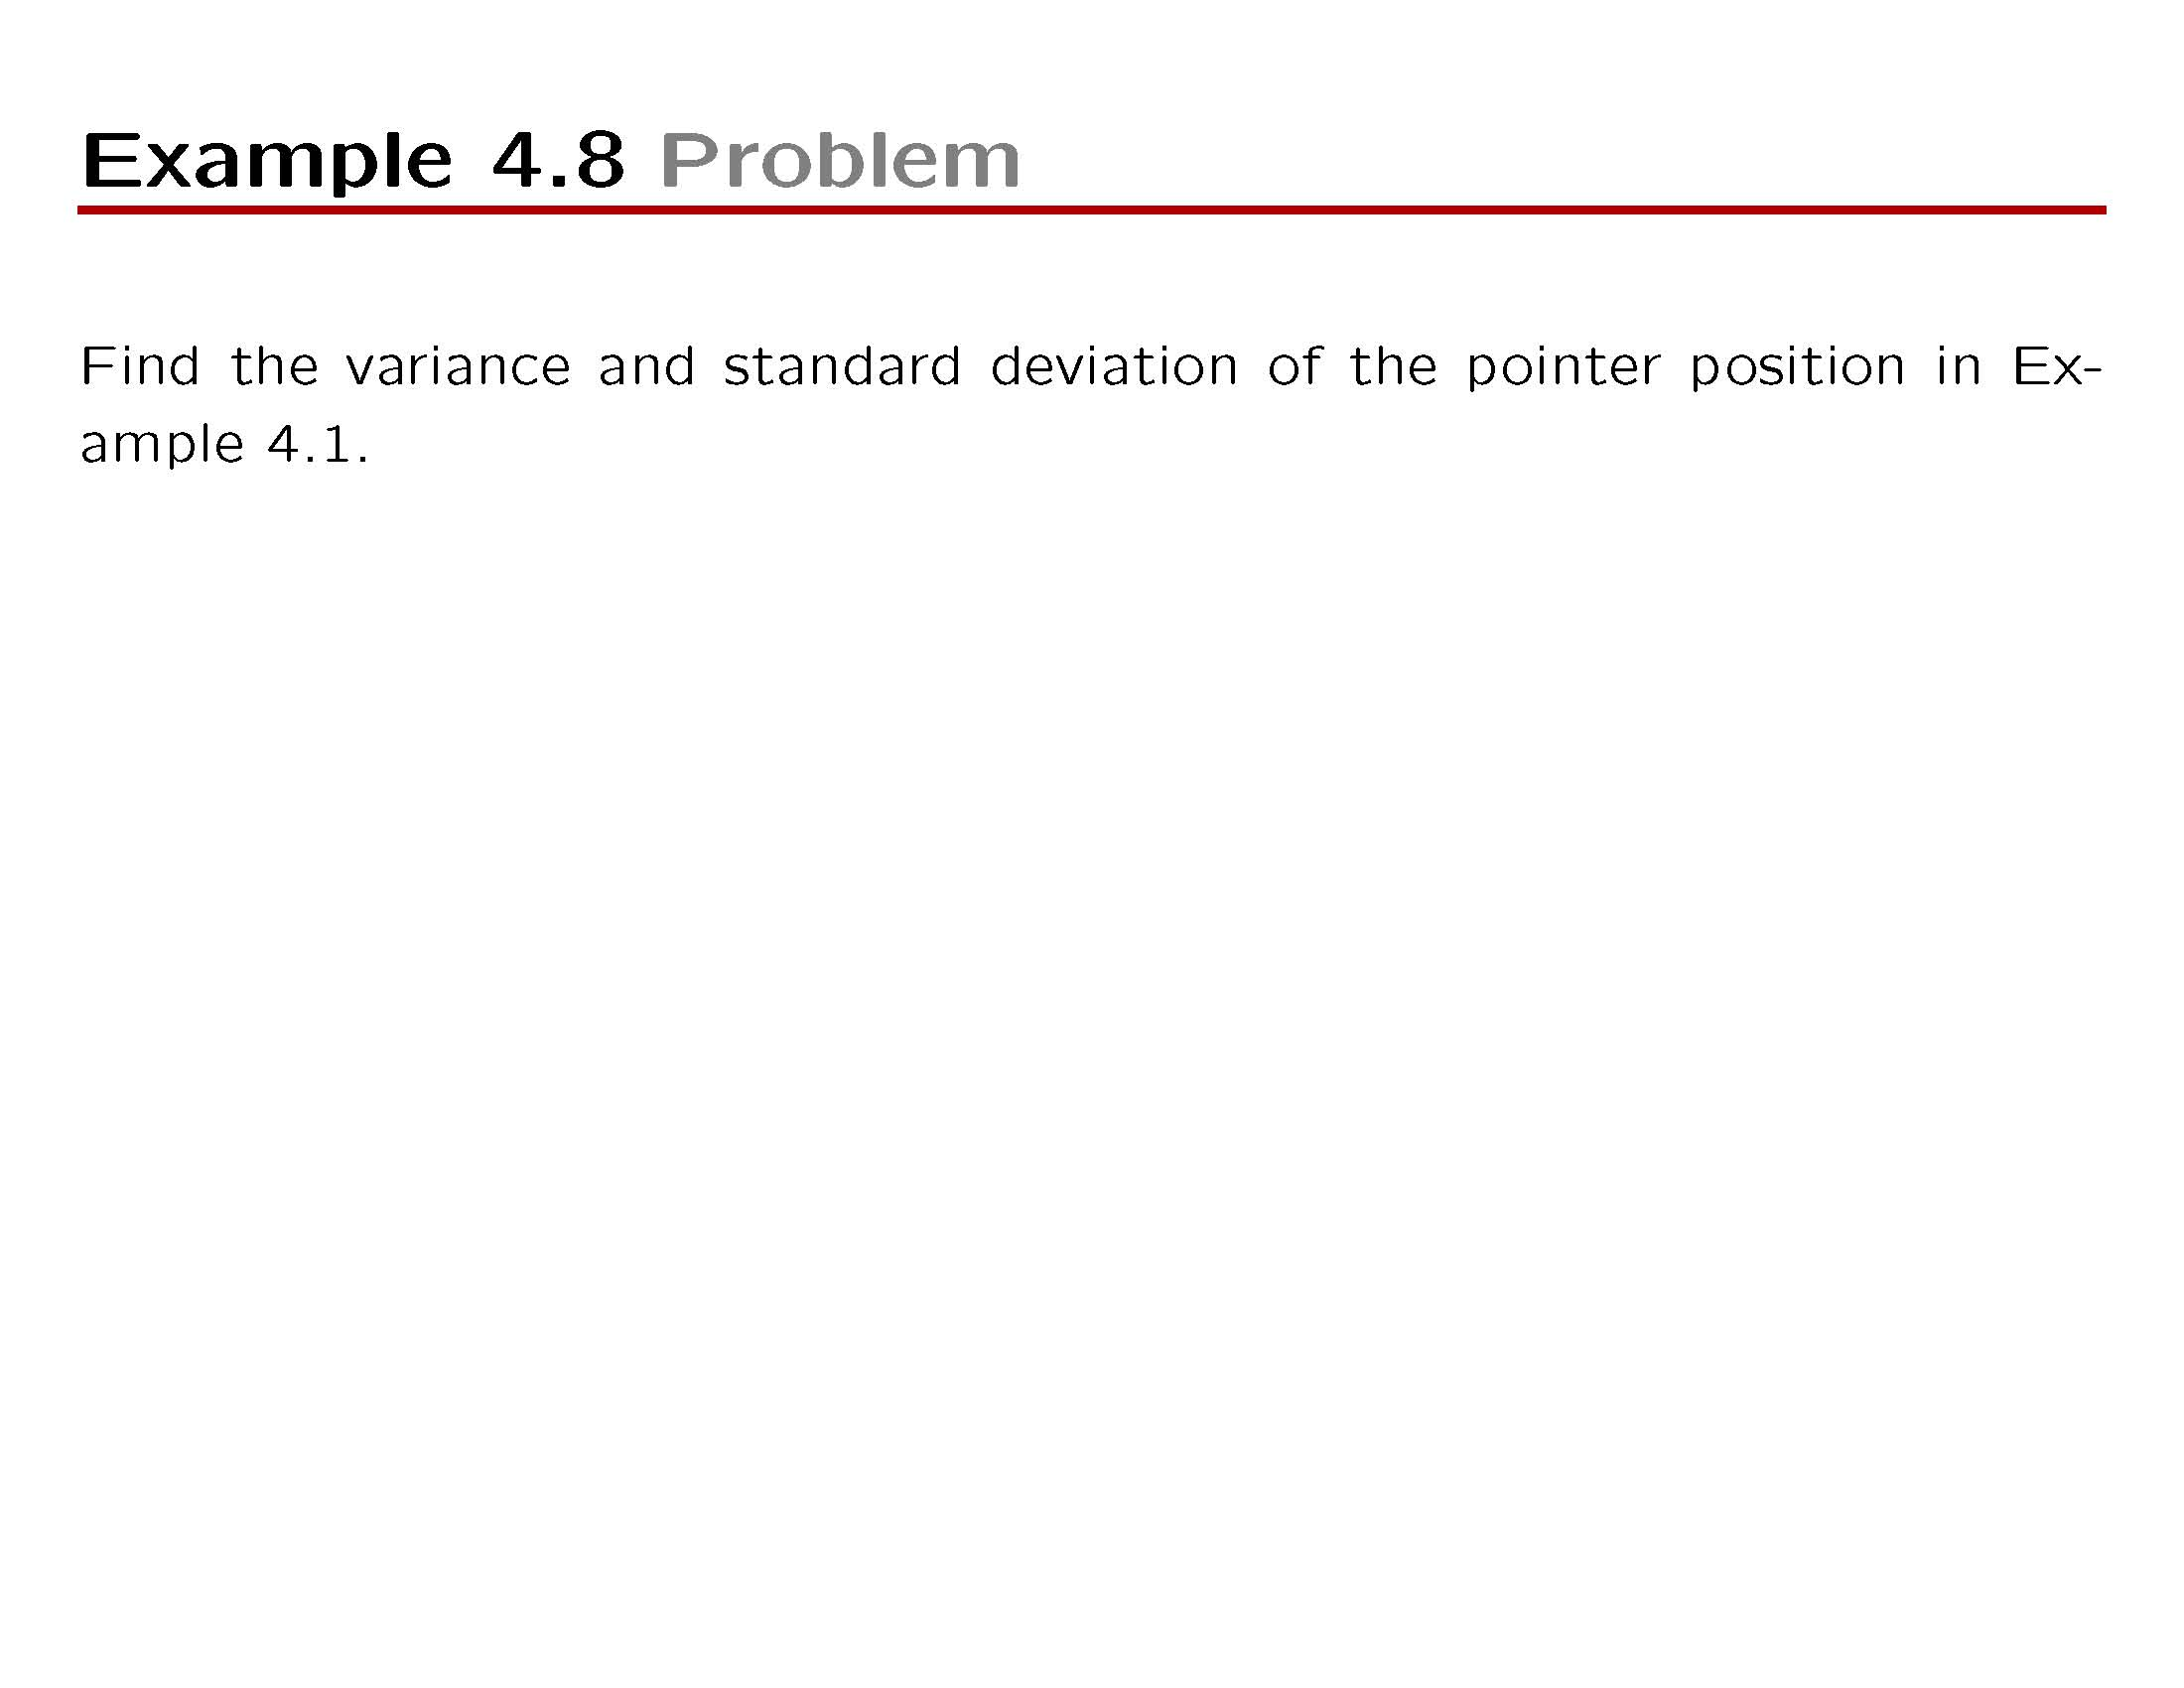 Example 4.8 Problem
Find the variance and standard deviation of the pointer position in Ex-
ample 4.1.